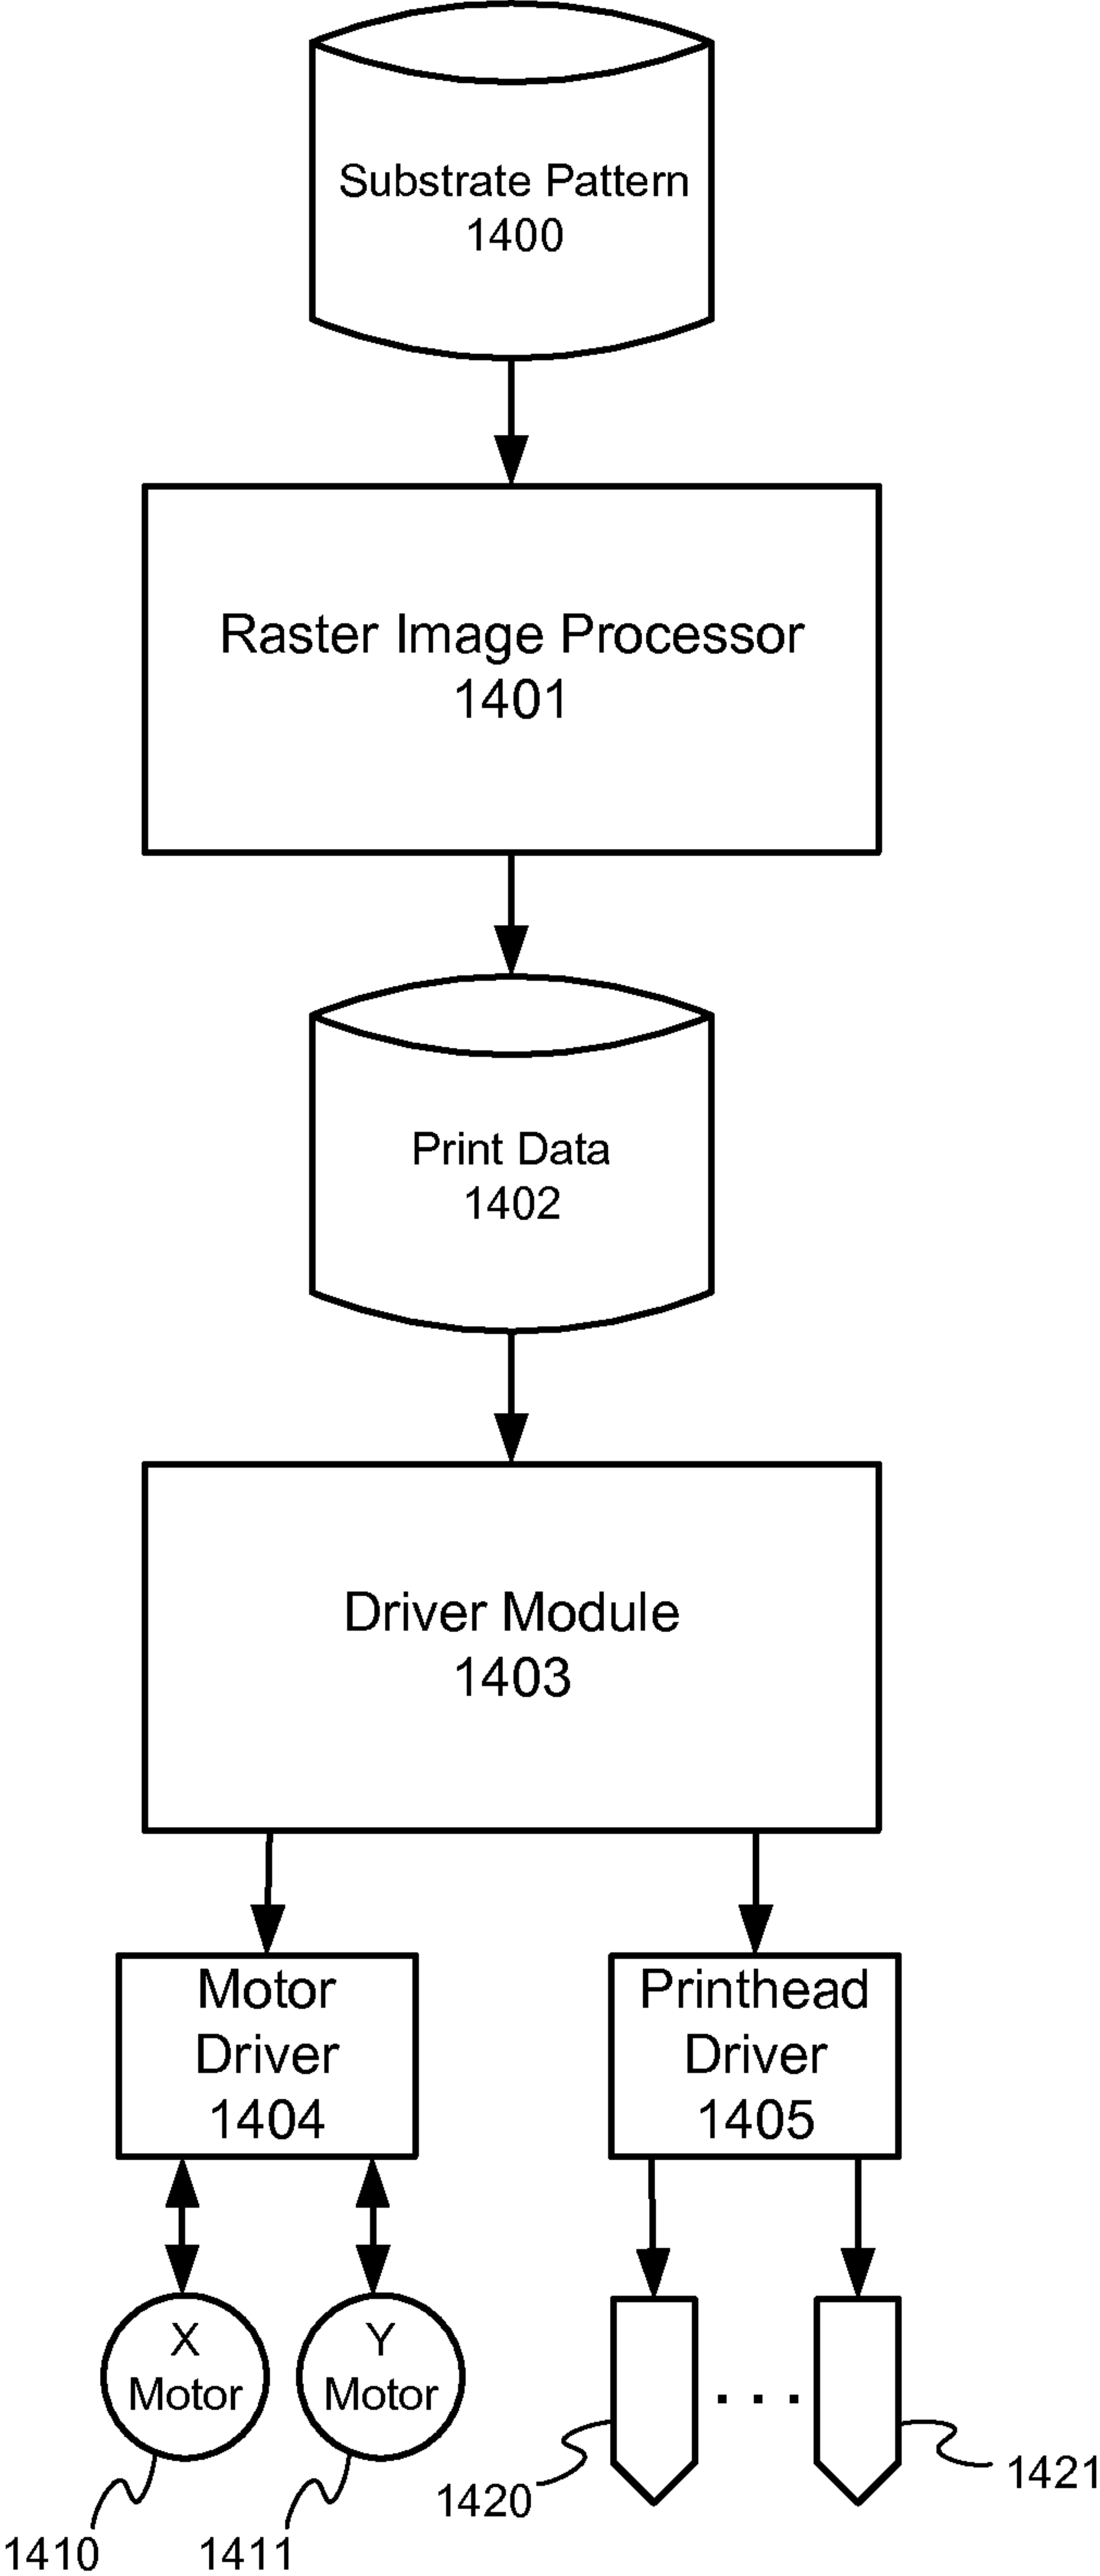 Substrate Pattern
1400
Raster Image Processor
1401
Print Data
1402
Driver Module
1403
Motor
Driver
1404
Printhead
Driver
1405
X
Motor
Y
Motor
. . .
1410
1411
1420
1421